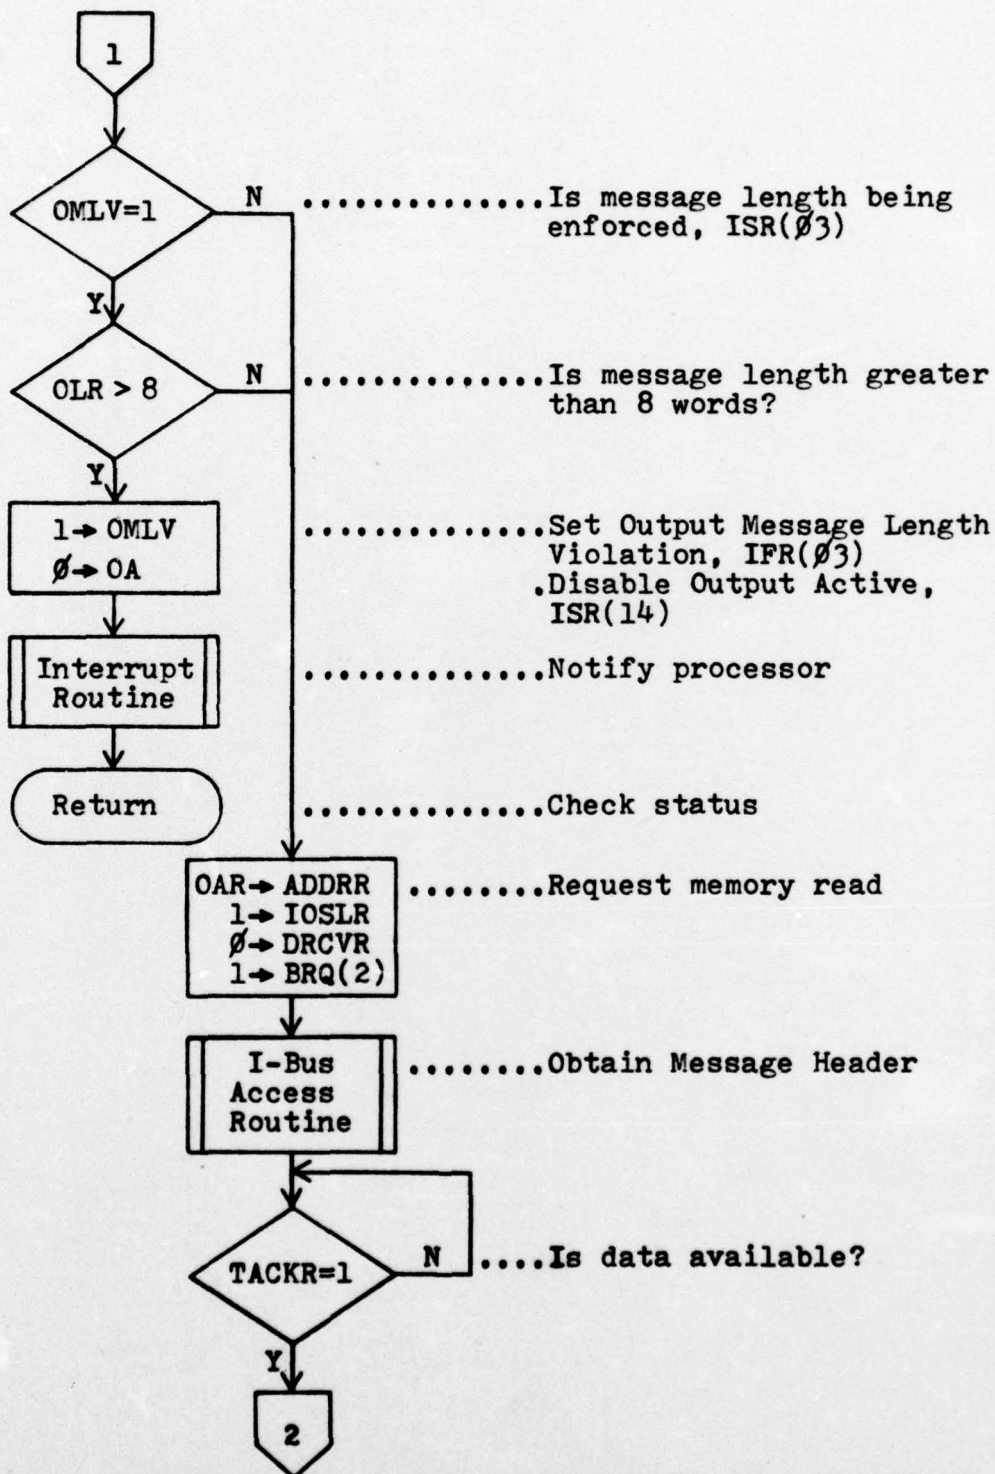 1
OMLV=1
N
..............Is message length being
enforced, ISR(Ø3)
Y
OLR > 8
N
..............Is message length greater
than 8 words?
Y
1→ OMLV
Ø→ OA
..............Set Output Message Length
Violation, IFR(Ø3)
.Disable Output Active,
ISR(14)
Interrupt
Routine
..............Notify processor
Return
..............Check status
OAR→ ADDRR
1→ IOSLR
Ø→ DRCVR
1→ BRQ(2)
........Request memory read
I-Bus
Access
Routine
........Obtain Message Header
TACKR=1
N
....Is data available?
Y
2